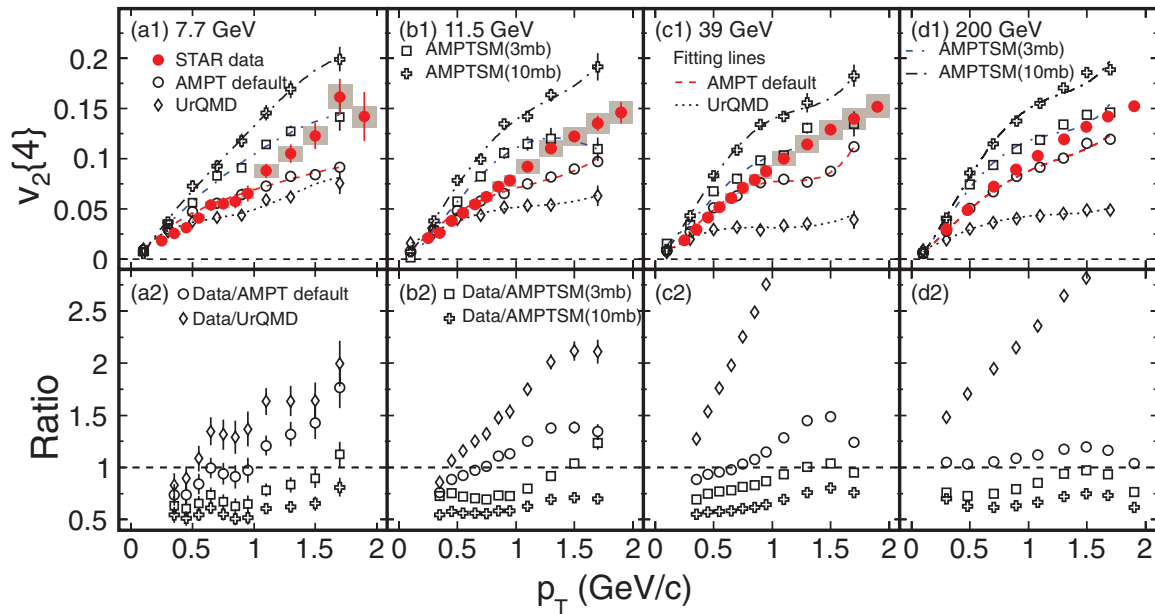 (a1) 7.7 GeV
STAR data
AMPT default
UrQMD
(b1) 11.5 GeV
AMPTSM(3mb)
AMPTSM(10mb)
(c1) 39 GeV
Fitting lines
AMPT default
UrQMD
(d1) 200 GeV
AMPTSM(3mb)
AMPTSM(10mb)
v2{4}
0.2
0.15
0.1
0.05
0
(a2)
Data/AMPT default
Data/UrQMD
(b2)
Data/AMPTSM(3mb)
Data/AMPTSM(10mb)
(c2)
(d2)
Ratio
2.5
2
1.5
1
0.5
0 0.5 1 1.5 2 0.5 1 1.5 2 0.5 1 1.5 2 0.5 1 1.5 2
pT (GeV/c)